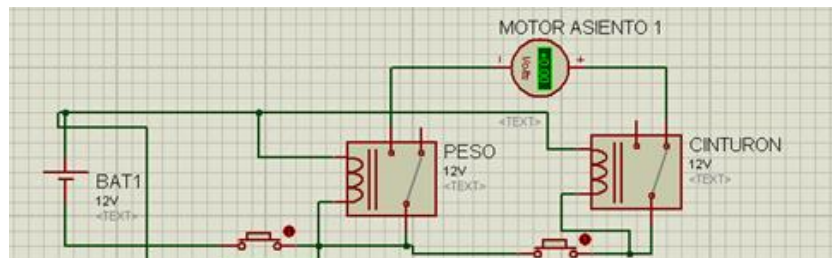 MOTOR ASIENTO 1
- +
Volts
+0.00
<TEXT>
PESO
12V
<TEXT>
CINTURON
12V
<TEXT>
BAT1
12V
<TEXT>